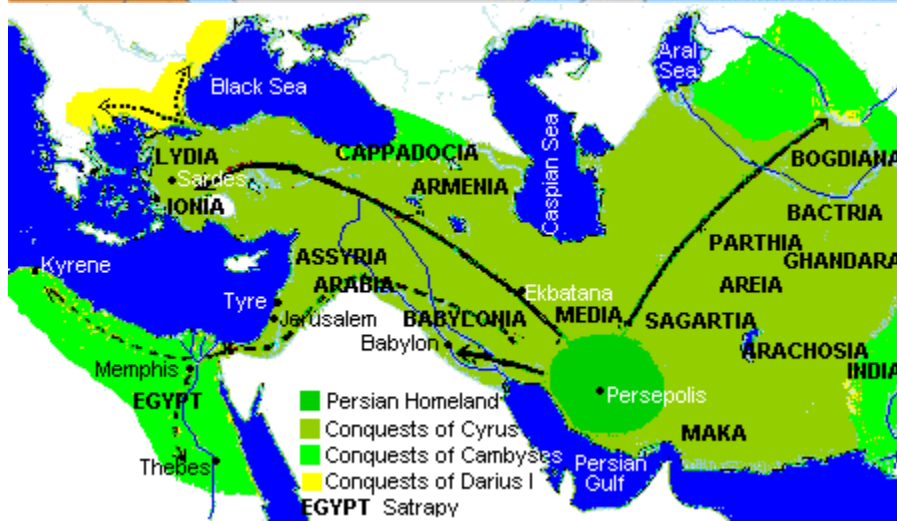 Black Sea
Aral
Sea
Caspian Sea
LYDIA
Sardes
IONIA
CAPPADOCIA
ARMENIA
BOGDIANA
BACTRIA
PARTHIA
GHANDARA
AREIA
ASSYRIA
ARABIA
Kyrene
Tyre
Jerusalem
Ekbatana
MEDIA
BABYLONIA
Babylon
SAGARTIA
ARACHOSIA
INDIA
Memphis
EGYPT
Thebes
Persepolis
MAKA
Persian
Gulf
Persian Homeland
Conquests of Cyrus
Conquests of Cambyses
Conquests of Darius I
EGYPT Satrapy